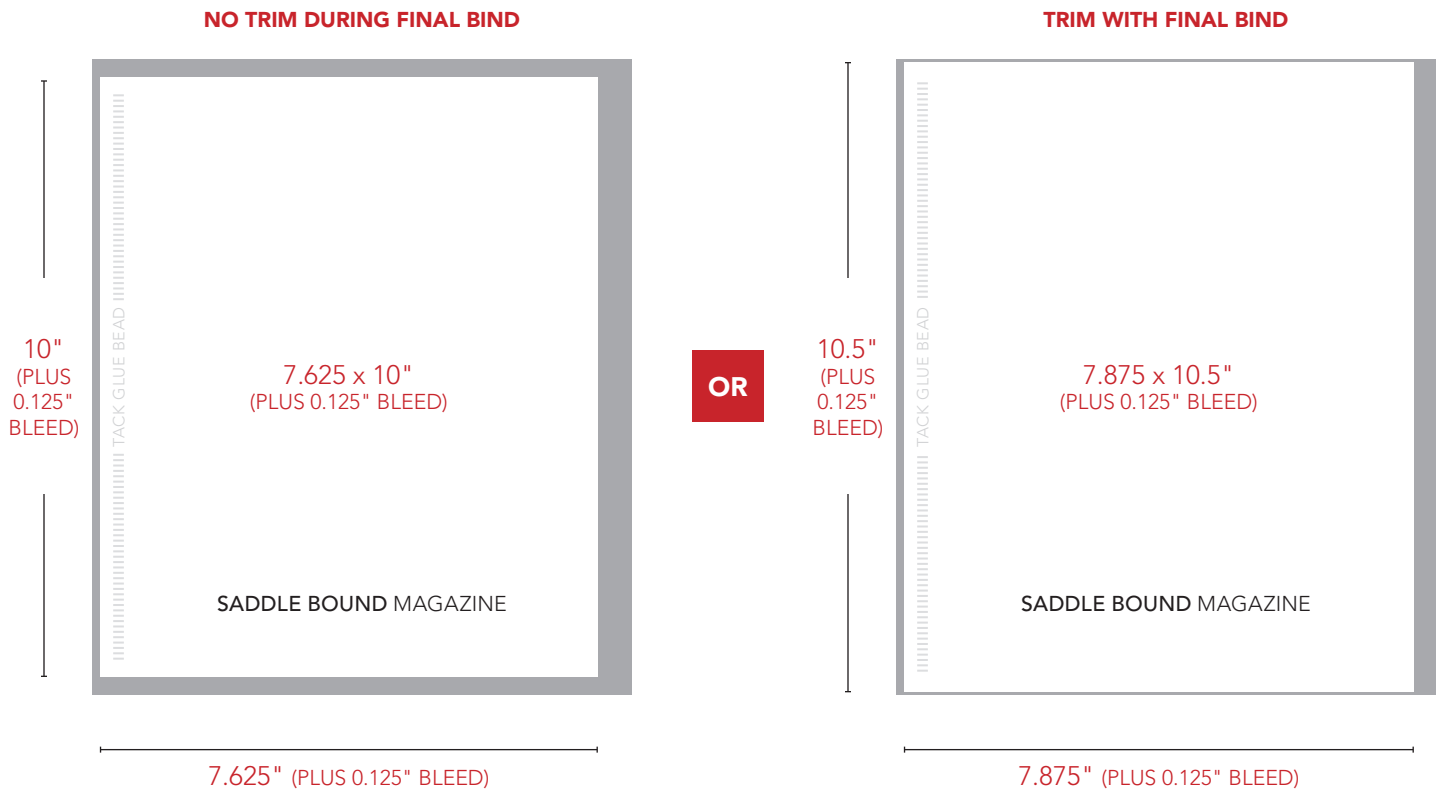 NO TRIM DURING FINAL BIND
10"
(PLUS
0.125"
BLEED)
TACK GLUE BEAD
7.625 x 10"
(PLUS 0.125" BLEED)
SADDLE BOUND MAGAZINE
7.625" (PLUS 0.125" BLEED)
OR
TRIM WITH FINAL BIND
10.5"
(PLUS
0.125"
BLEED)
TACK GLUE BEAD
7.875 x 10.5"
(PLUS 0.125" BLEED)
SADDLE BOUND MAGAZINE
7.875" (PLUS 0.125" BLEED)